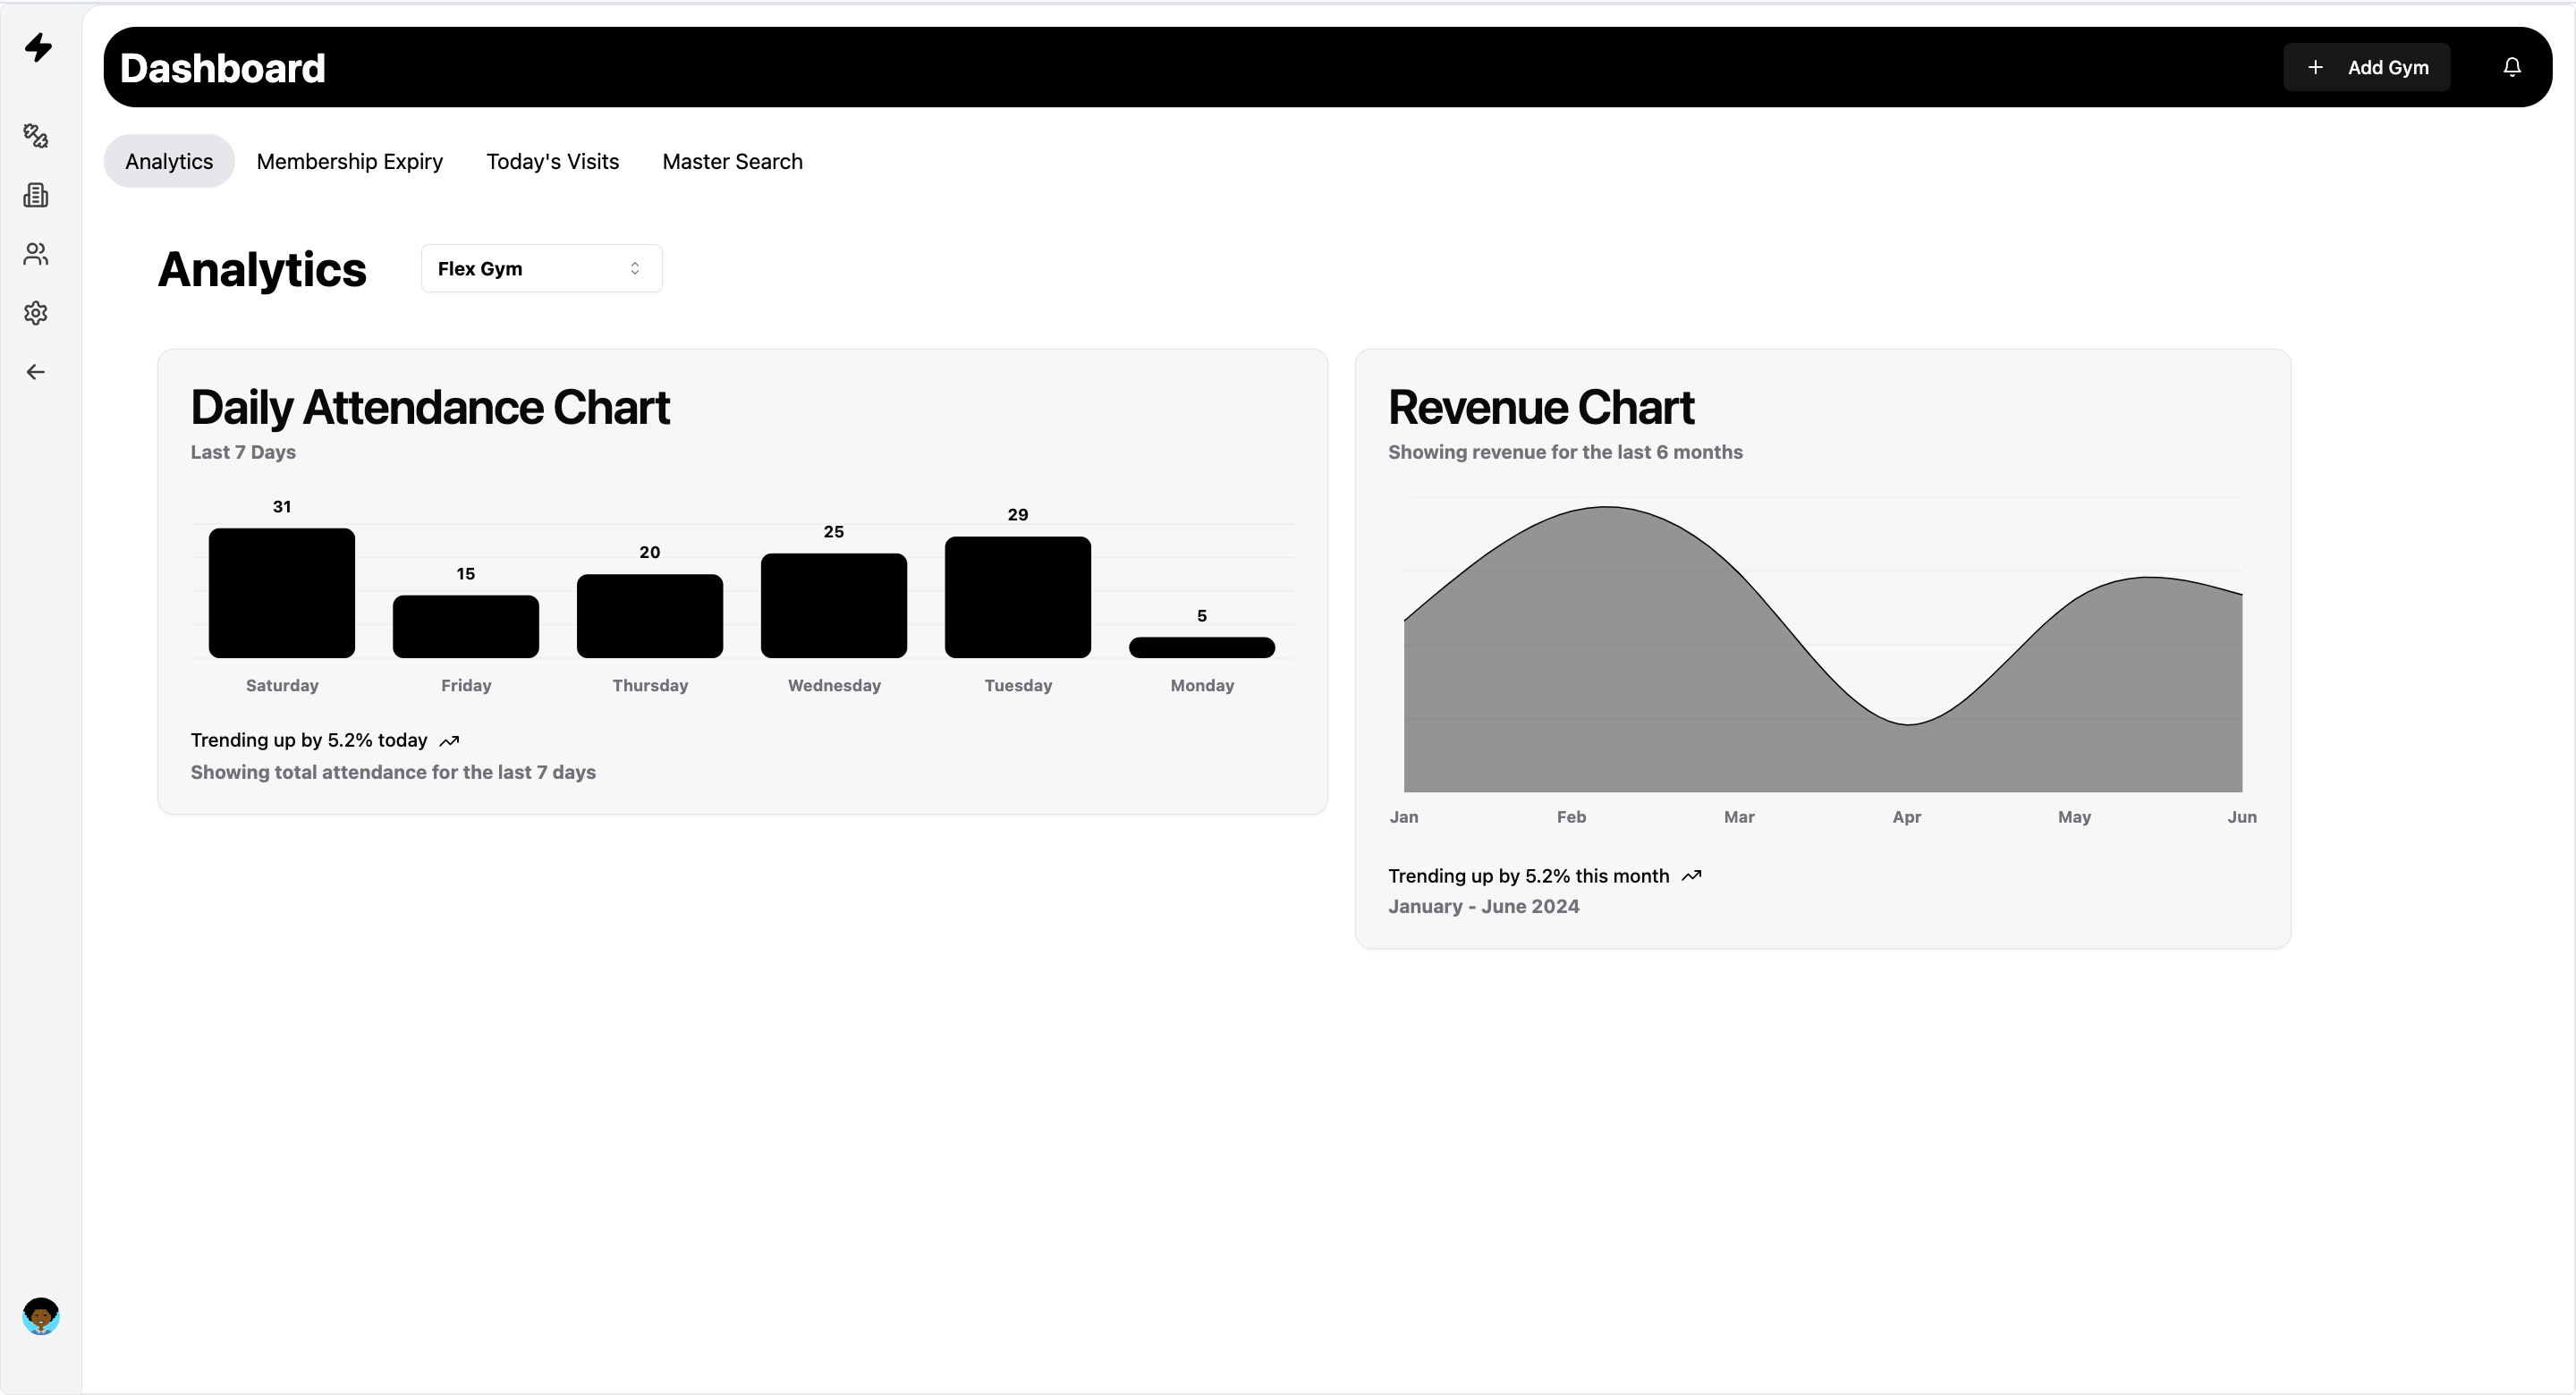 Dashboard
Add Gym
Analytics
Membership Expiry
Today's Visits
Master Search
Analytics
Flex Gym
Daily Attendance Chart
Last 7 Days
31
15
20
25
29
5
Saturday
Friday
Thursday
Wednesday
Tuesday
Monday
Trending up by 5.2% today
Showing total attendance for the last 7 days
Revenue Chart
Showing revenue for the last 6 months
Jan
Feb
Mar
Apr
May
Jun
Trending up by 5.2% this month
January - June 2024